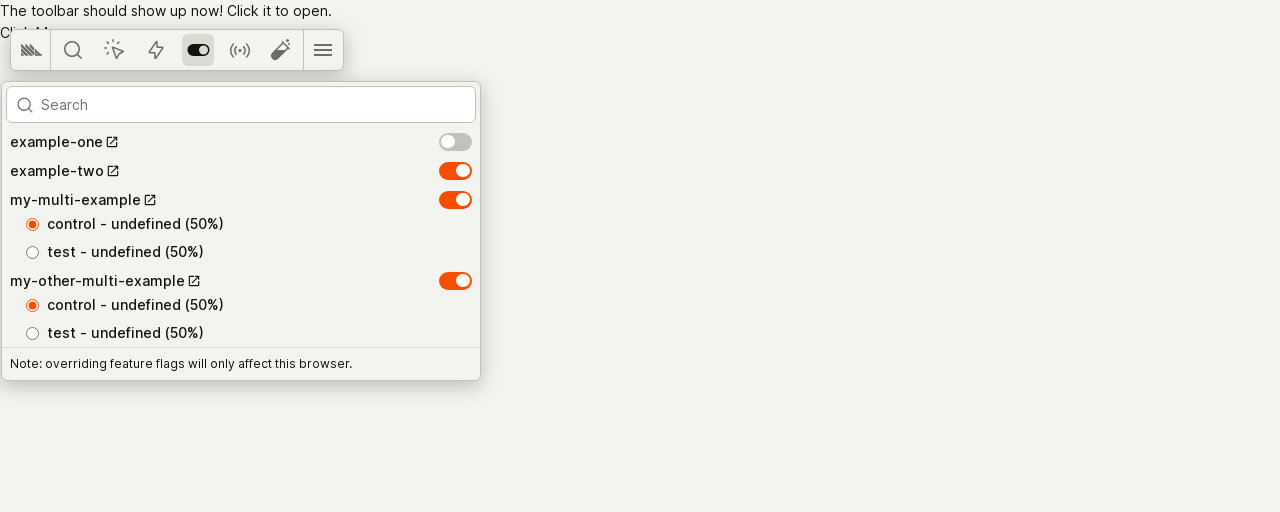 The toolbar should show up now! Click it to open.
Search
example-one
example-two
my-multi-example
control - undefined (50%)
test - undefined (50%)
my-other-multi-example
control - undefined (50%)
test - undefined (50%)
Note: overriding feature flags will only affect this browser.